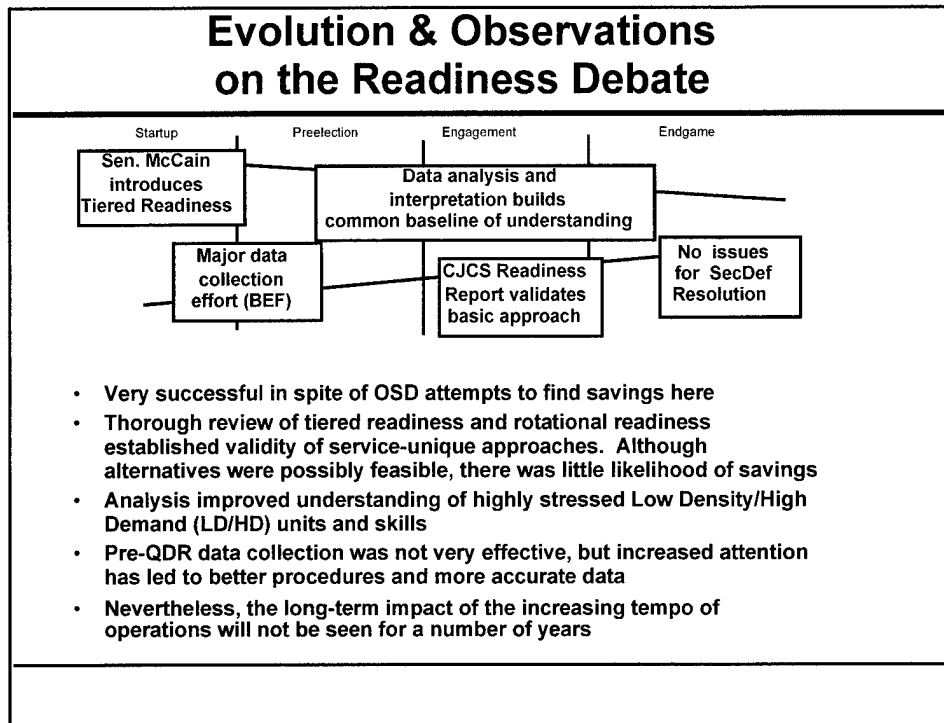 Evolution & Observations
on the Readiness Debate
Startup
Preelection
Engagement
Endgame
Sen. McCain
introduces
Tiered Readiness
Data analysis and
interpretation builds
common baseline of understanding
Major data
collection
effort (BEF)
CJCS Readiness
Report validates
basic approach
No issues
for SecDef
Resolution
• Very successful in spite of OSD attempts to find savings here
• Thorough review of tiered readiness and rotational readiness
established validity of service-unique approaches. Although
alternatives were possibly feasible, there was little likelihood of savings
• Analysis improved understanding of highly stressed Low Density/High
Demand (LD/HD) units and skills
• Pre-QDR data collection was not very effective, but increased attention
has led to better procedures and more accurate data
• Nevertheless, the long-term impact of the increasing tempo of
operations will not be seen for a number of years